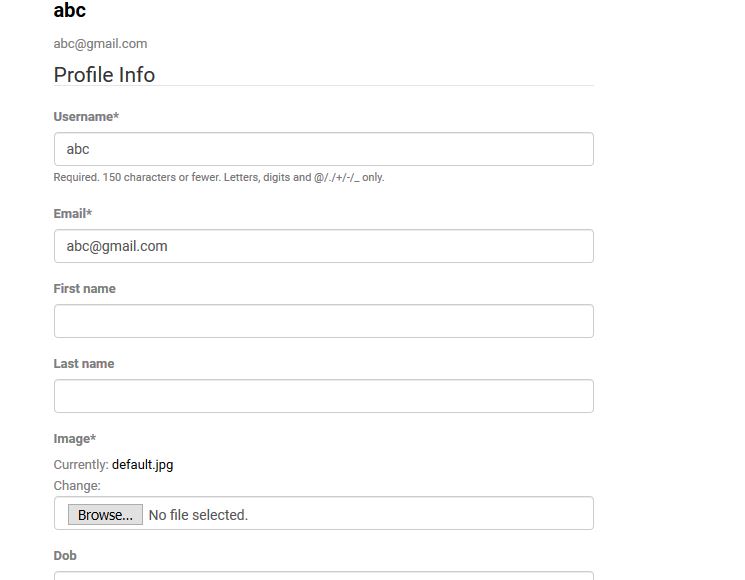 abc
abc@gmail.com
Profile Info
Username*
abc
Required. 150 characters or fewer. Letters, digits and @/./+/-/_ only.
Email*
abc@gmail.com
First name
Last name
Image*
Currently: default.jpg
Change:
Browse... No file selected.
Dob